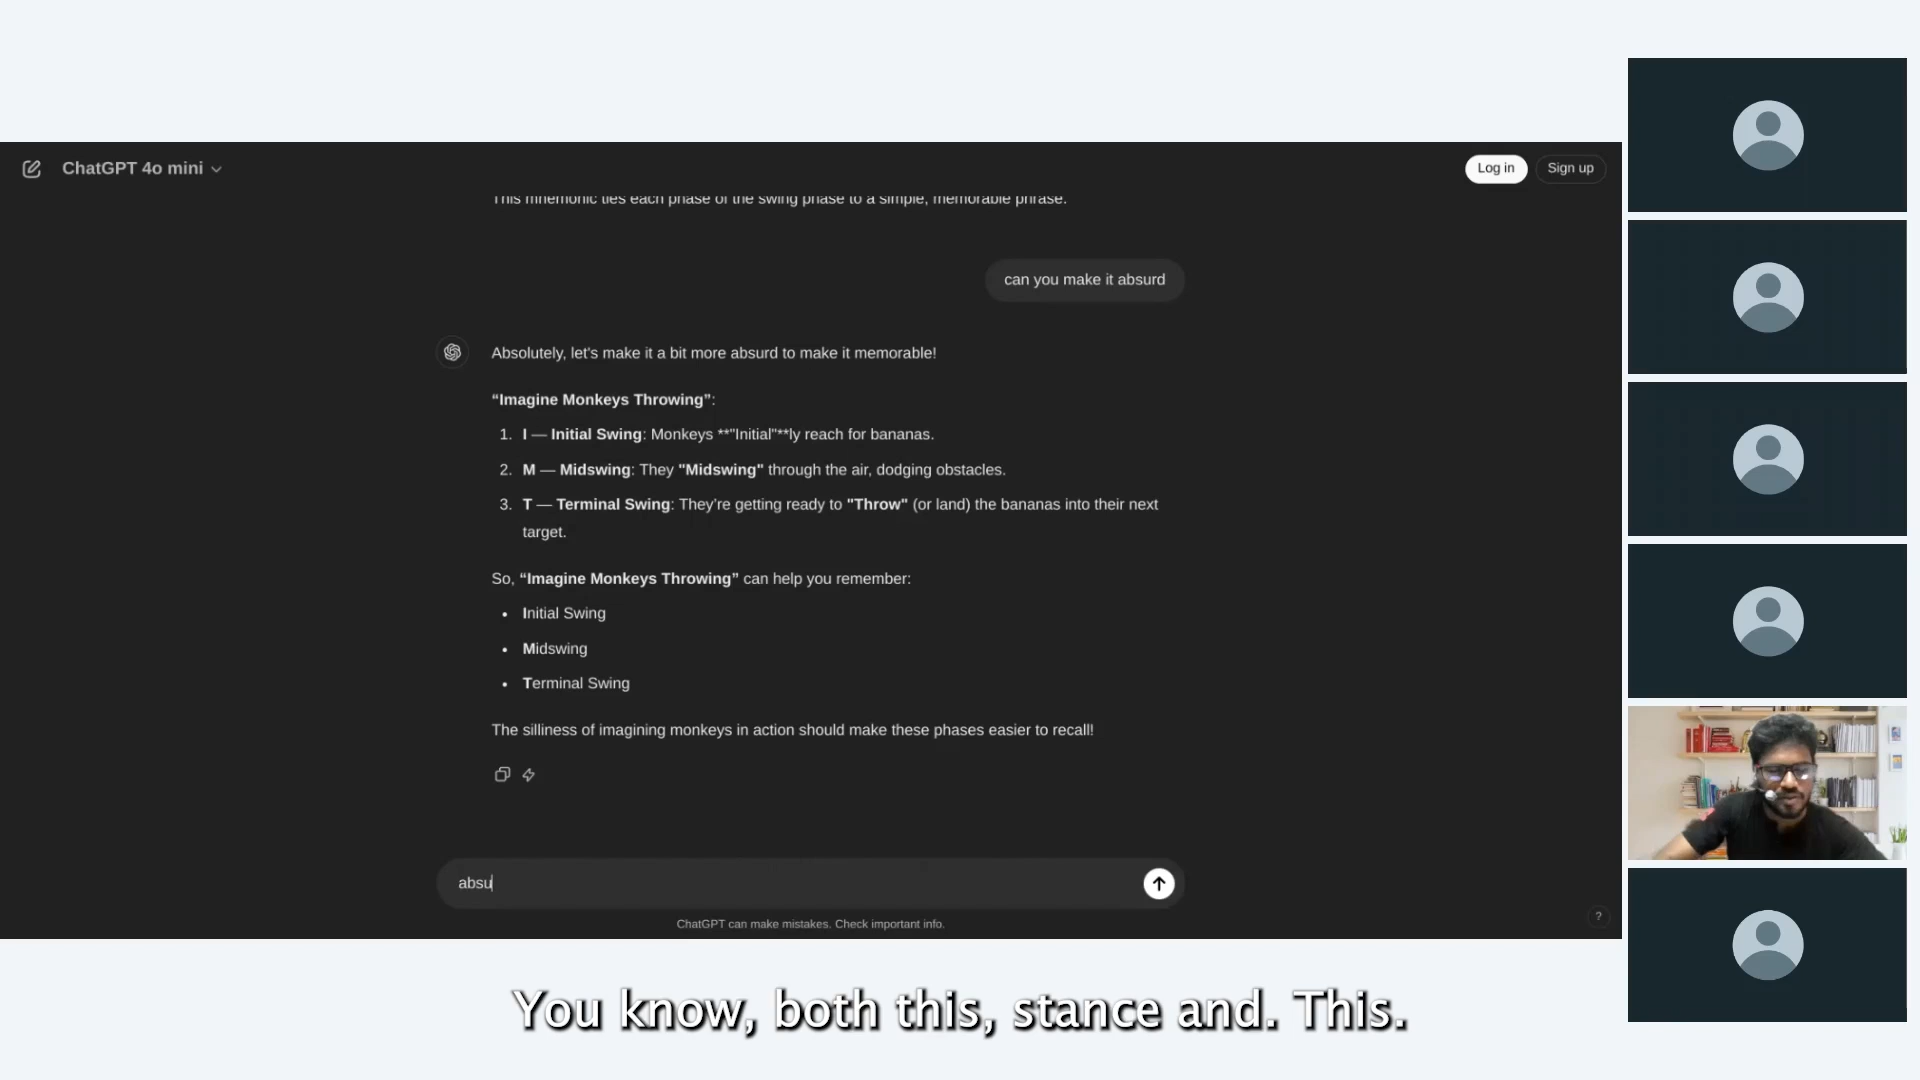 ChatGPT 4o mini
Log in
Sign up
This mnemonic ties each phase of the swing phase to a simple, memorable phrase.
can you make it absurd
Absolutely, let's make it a bit more absurd to make it memorable!
“Imagine Monkeys Throwing”:
1. I — Initial Swing: Monkeys **"Initial"**ly reach for bananas.
2. M — Midswing: They "Midswing" through the air, dodging obstacles.
3. T — Terminal Swing: They’re getting ready to "Throw" (or land) the bananas into their next
target.
So, “Imagine Monkeys Throwing” can help you remember:
• Initial Swing
• Midswing
• Terminal Swing
The silliness of imagining monkeys in action should make these phases easier to recall!
absu
ChatGPT can make mistakes. Check important info.
?
You know, both this, stance and. This.